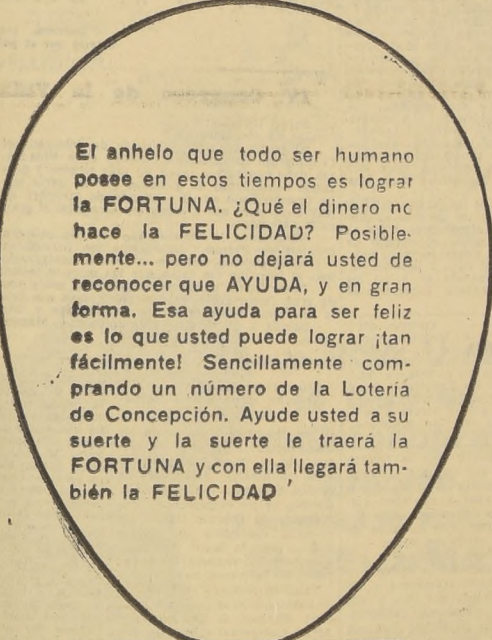 El anhelo que todo ser humano
posee en estos tiempos es lograr
la FORTUNA. ¿Qué el dinero no
hace la FELICIDAD? Posible-
mente... pero no dejará usted de
reconocer que AYUDA, y en gran
forma. Esa ayuda para ser feliz
es lo que usted puede lograr ¡tan
fácilmente! Sencillamente com-
prando un número de la Lotería
de Concepción. Ayude usted a su
suerte y la suerte le traerá la
FORTUNA y con ella llegará tam-
bién la FELICIDAD